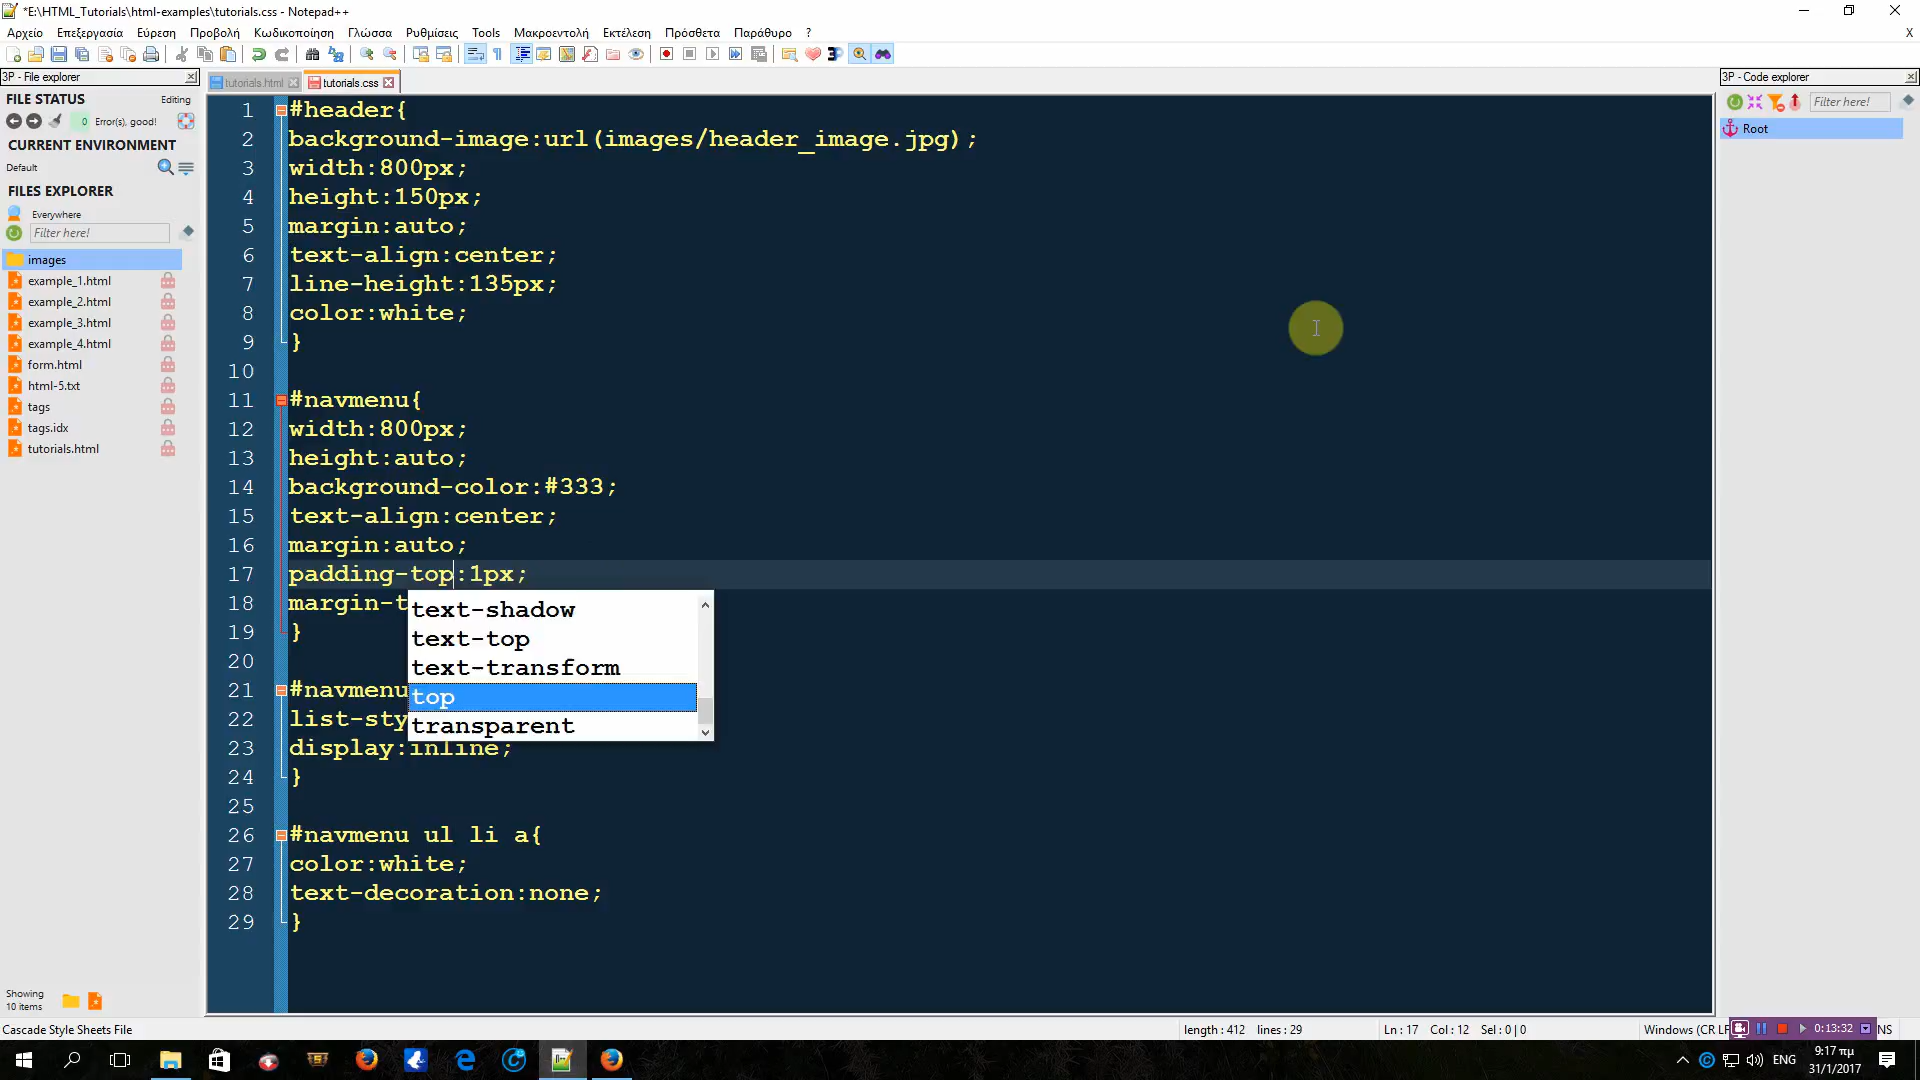 *E:\HTML_Tutorials\html-examples\tutorials.css - Notepad++
Αρχείο Επεξεργασία Εύρεση Προβολή Κωδικοποίηση Γλώσσα Ρυθμίσεις Tools Μακροεντολή Εκτέλεση Πρόσθετα Παράθυρο ? X
3P - File explorer
tutorials.html tutorials.css
3P - Code explorer
FILE STATUS Editing
0 Error(s), good!
CURRENT ENVIRONMENT
Default
FILES EXPLORER
Everywhere
Filter here!
images
example_1.html
example_2.html
example_3.html
example_4.html
form.html
html-5.txt
tags
tags.idx
tutorials.html
Showing
10 items
1 #header{
2 background-image:url(images/header_image.jpg);
3 width:800px;
4 height:150px;
5 margin:auto;
6 text-align:center;
7 line-height:135px;
8 color:white;
9 }
10
11 #navmenu{
12 width:800px;
13 height:auto;
14 background-color:#333;
15 text-align:center;
16 margin:auto;
17 padding-top:1px;
18 margin-t
19 }
20
21 #navmenu
22 list-sty
23 display:inline;
24 }
25
26 #navmenu ul li a{
27 color:white;
28 text-decoration:none;
29 }
text-shadow
text-top
text-transform
top
transparent
Filter here!
Root
Cascade Style Sheets File length : 412 lines : 29 Ln : 17 Col : 12 Sel : 0 | 0 Windows (CR LF 0:13:32 NS
ENG
9:17 πμ
31/1/2017